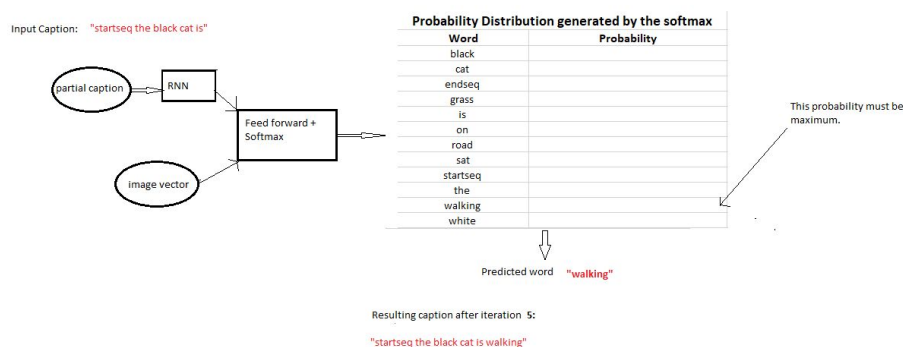 Input Caption: "startseq the black cat is"
Probability Distribution generated by the softmax
Word Probability
black
cat
endseq
grass
is
on
road
sat
startseq
the
walking
white
partial caption
RNN
Feed forward +
Softmax
image vector
This probability must be
maximum.
Predicted word "walking"
Resulting caption after iteration 5:
"startseq the black cat is walking"